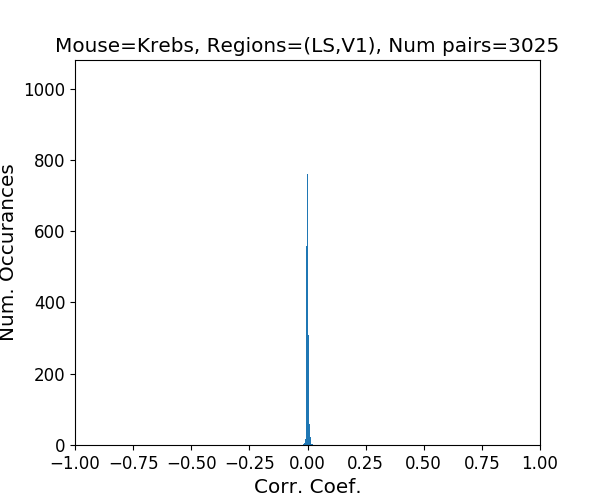 Mouse=Krebs, Regions=(LS,V1), Num pairs=3025
1000
800
600
400
200
0
Num. Occurances
−1.00 −0.75 −0.50 −0.25 0.00 0.25 0.50 0.75 1.00
Corr. Coef.